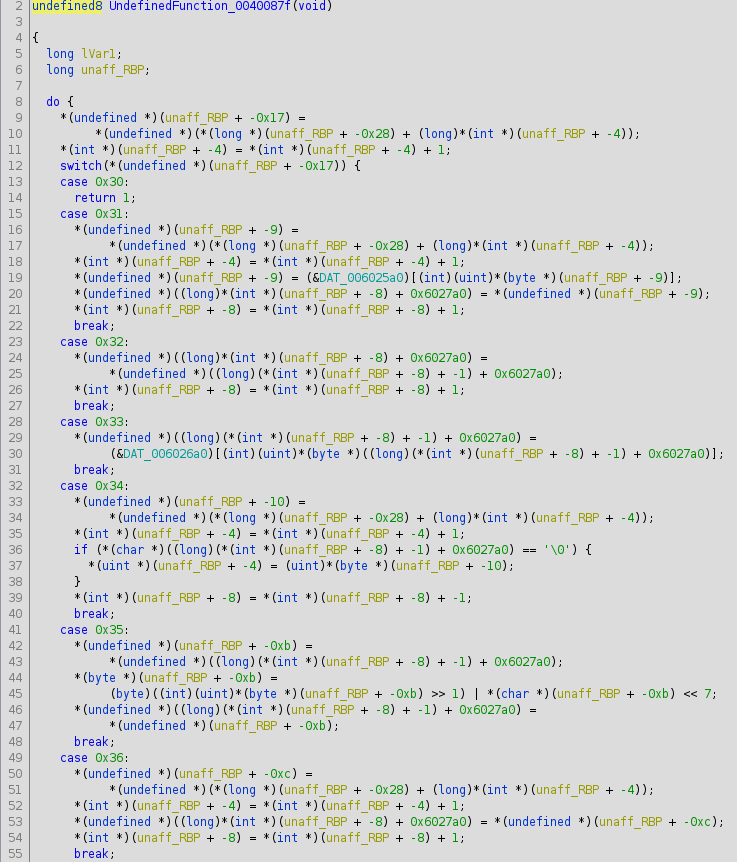 2 undefined8 UndefinedFunction_0040087f(void)
3
4 {
5 long lVar1;
6 long unaff_RBP;
7
8 do {
9 *(undefined *)(unaff_RBP + -0x17) =
10 *(undefined *)(*(long *)(unaff_RBP + -0x28) + (long)*(int *)(unaff_RBP + -4));
11 *(int *)(unaff_RBP + -4) = *(int *)(unaff_RBP + -4) + 1;
12 switch(*(undefined *)(unaff_RBP + -0x17)) {
13 case 0x30:
14 return 1;
15 case 0x31:
16 *(undefined *)(unaff_RBP + -9) =
17 *(undefined *)(*(long *)(unaff_RBP + -0x28) + (long)*(int *)(unaff_RBP + -4));
18 *(int *)(unaff_RBP + -4) = *(int *)(unaff_RBP + -4) + 1;
19 *(undefined *)(unaff_RBP + -9) = (&DAT_006025a0)[(int)(uint)*(byte *)(unaff_RBP + -9)];
20 *(undefined *)((long)*(int *)(unaff_RBP + -8) + 0x6027a0) = *(undefined *)(unaff_RBP + -9);
21 *(int *)(unaff_RBP + -8) = *(int *)(unaff_RBP + -8) + 1;
22 break;
23 case 0x32:
24 *(undefined *)((long)*(int *)(unaff_RBP + -8) + 0x6027a0) =
25 *(undefined *)((long)(*(int *)(unaff_RBP + -8) + -1) + 0x6027a0);
26 *(int *)(unaff_RBP + -8) = *(int *)(unaff_RBP + -8) + 1;
27 break;
28 case 0x33:
29 *(undefined *)((long)(*(int *)(unaff_RBP + -8) + -1) + 0x6027a0) =
30 (&DAT_006026a0)[(int)(uint)*(byte *)((long)(*(int *)(unaff_RBP + -8) + -1) + 0x6027a0)];
31 break;
32 case 0x34:
33 *(undefined *)(unaff_RBP + -10) =
34 *(undefined *)(*(long *)(unaff_RBP + -0x28) + (long)*(int *)(unaff_RBP + -4));
35 *(int *)(unaff_RBP + -4) = *(int *)(unaff_RBP + -4) + 1;
36 if (*(char *)((long)(*(int *)(unaff_RBP + -8) + -1) + 0x6027a0) == '\0') {
37 *(uint *)(unaff_RBP + -4) = (uint)*(byte *)(unaff_RBP + -10);
38 }
39 *(int *)(unaff_RBP + -8) = *(int *)(unaff_RBP + -8) + -1;
40 break;
41 case 0x35:
42 *(undefined *)(unaff_RBP + -0xb) =
43 *(undefined *)((long)(*(int *)(unaff_RBP + -8) + -1) + 0x6027a0);
44 *(byte *)(unaff_RBP + -0xb) =
45 (byte)((int)(uint)*(byte *)(unaff_RBP + -0xb) >> 1) | *(char *)(unaff_RBP + -0xb) << 7;
46 *(undefined *)((long)(*(int *)(unaff_RBP + -8) + -1) + 0x6027a0) =
47 *(undefined *)(unaff_RBP + -0xb);
48 break;
49 case 0x36:
50 *(undefined *)(unaff_RBP + -0xc) =
51 *(undefined *)(*(long *)(unaff_RBP + -0x28) + (long)*(int *)(unaff_RBP + -4));
52 *(int *)(unaff_RBP + -4) = *(int *)(unaff_RBP + -4) + 1;
53 *(undefined *)((long)*(int *)(unaff_RBP + -8) + 0x6027a0) = *(undefined *)(unaff_RBP + -0xc);
54 *(int *)(unaff_RBP + -8) = *(int *)(unaff_RBP + -8) + 1;
55 break;